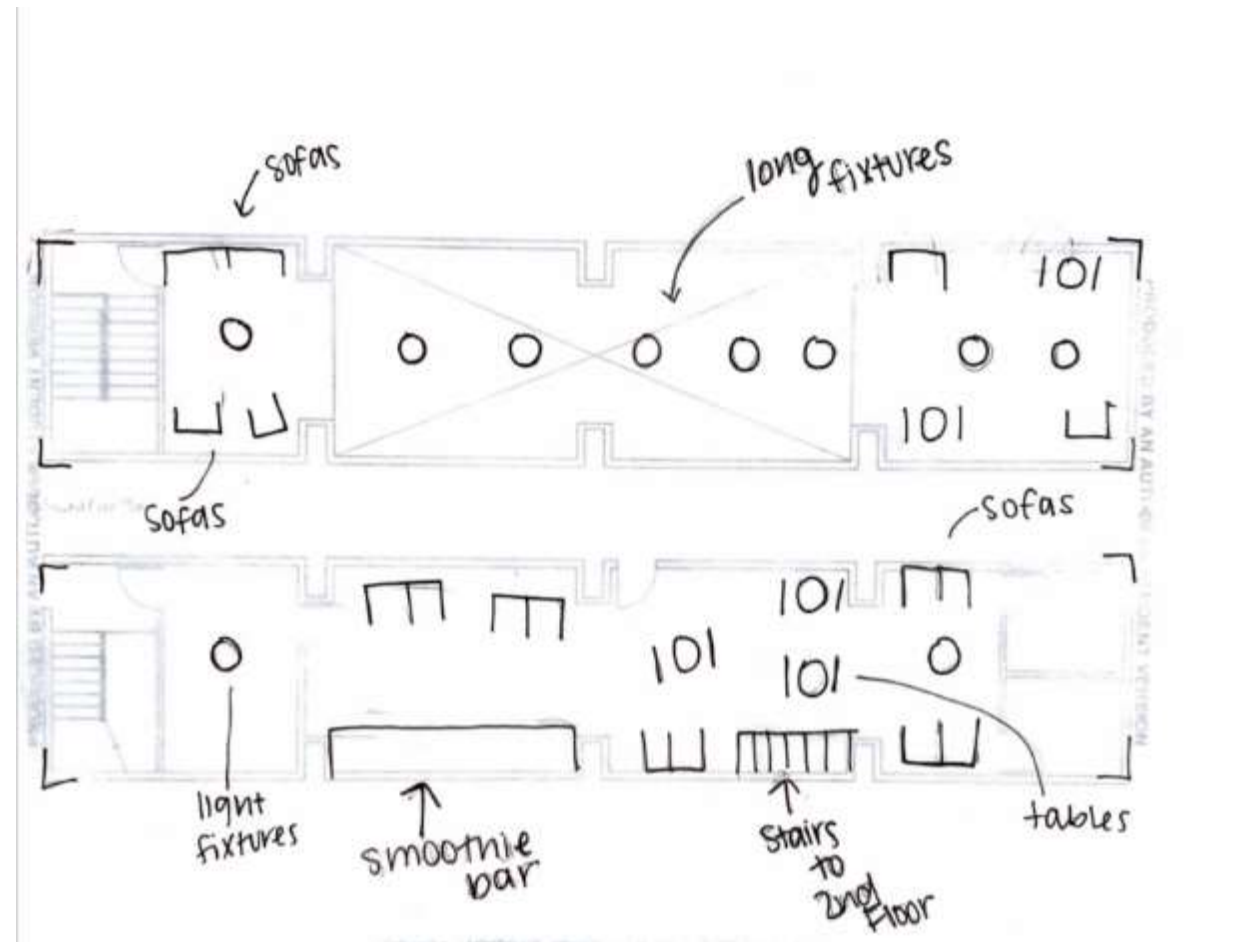 sofas
long
fixtures
101
101
sofas
sofas
101
101
101
light
fixtures
smoothie
bar
stairs
to
2nd
Floor
tables